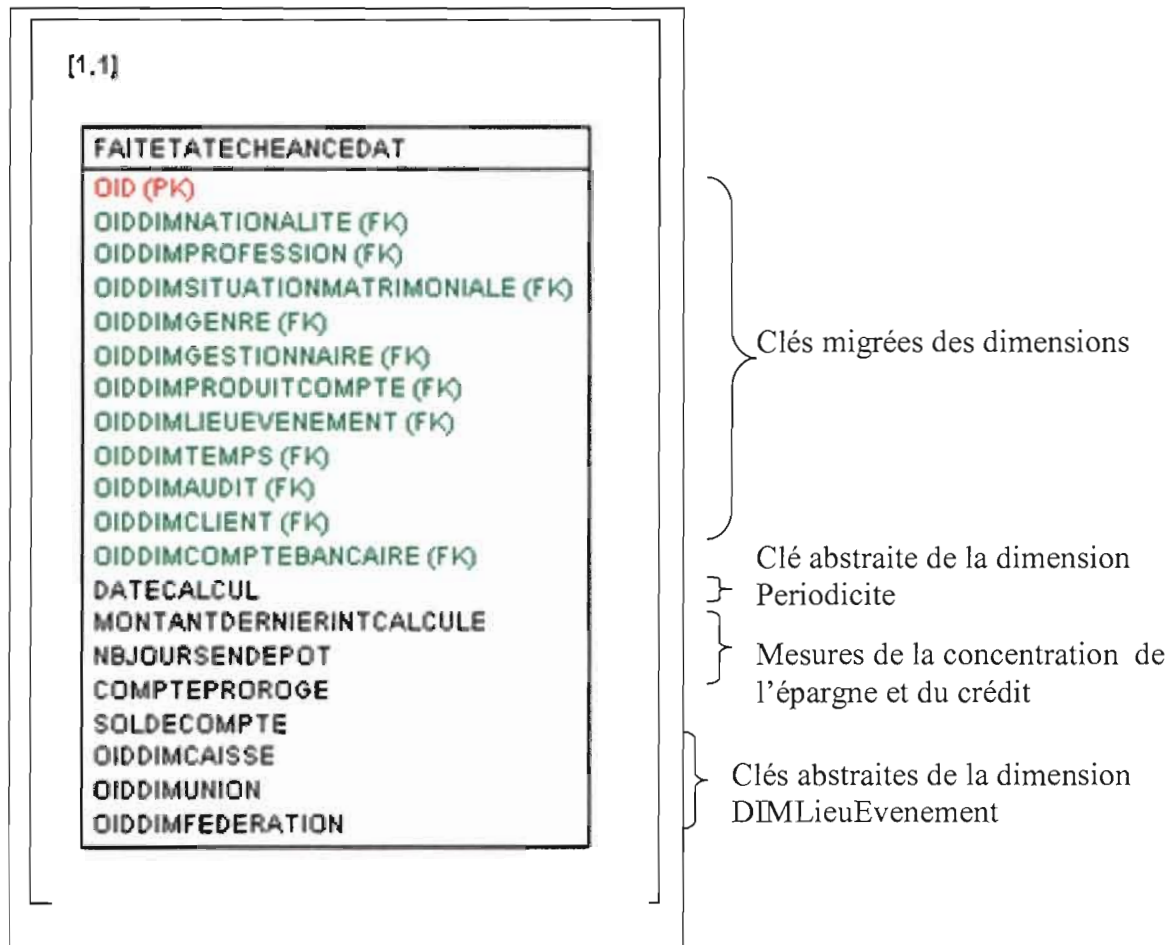 [1,1]
FAITETATECHEANCEDAT
OID (PK)
OIDDIMNATIONALITE (FK)
OIDDIMPROFESSION (FK)
OIDDIMSITUATIONMATRIMONIALE (FK)
OIDDIMGENRE (FK)
OIDDIMGESTIONNAIRE (FK)
OIDDIMPRODUITCOMPTE (FK)
OIDDIMLIEUEVENEMENT (FK)
OIDDIMTEMPS (FK)
OIDDIMAUDIT (FK)
OIDDIMCLIENT (FK)
OIDDIMCOMPTEBANCAIRE (FK)
DATECALCUL
MONTANTDERNIERINTCALCULE
NBJOURSENDEPOT
COMPTEPROROGE
SOLDECOMPTE
OIDDIMCAISSE
OIDDIMUNION
OIDDIMFEDERATION
Clés migrées des dimensions
Clé abstraite de la dimension
Periodicite
Mesures de la concentration de
l'épargne et du crédit
Clés abstraites de la dimension
DIMLieuEvenement